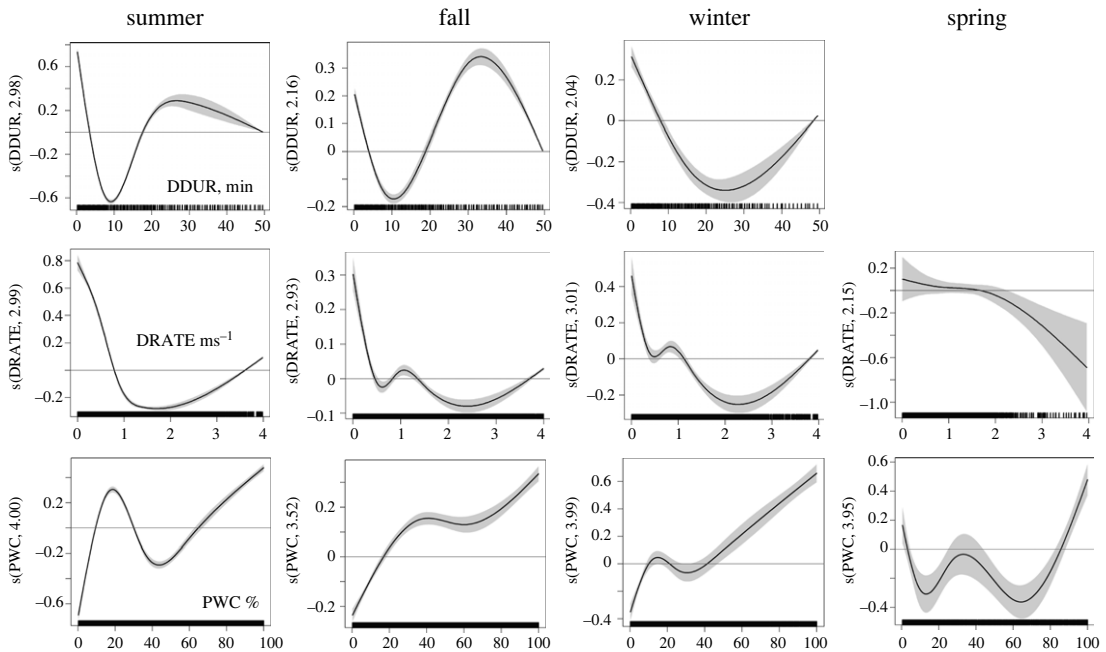 summer fall winter spring
s(DDUR, 2.98)
0.6
0.2
−0.2
−0.6
DDUR, min
0 10 20 30 40 50
s(DDUR, 2.16)
0.3
0.2
0.1
0
−0.2
0 10 20 30 40 50
s(DDUR, 2.04)
0.2
0
−0.2
−0.4
0 10 20 30 40 50
s(DRATE, 2.99)
0.8
0.6
0.4
0.2
−0.2
DRATE ms⁻¹
0 1 2 3 4
s(DRATE, 2.93)
0.3
0.2
0.1
0
−0.1
0 1 2 3 4
s(DRATE, 3.01)
0.4
0.2
0
−0.2
0 1 2 3 4
s(DRATE, 2.15)
0.2
−0.2
−0.6
−1.0
0 1 2 3 4
s(PWC, 4.00)
0.2
−0.2
−0.6
PWC %
0 20 40 60 80 100
s(PWC, 3.52)
0.2
0
−0.2
0 20 40 60 80 100
s(PWC, 3.99)
0.6
0.4
0.2
0
−0.4
0 20 40 60 80 100
s(PWC, 3.95)
0.6
0.4
0.2
0
−0.4
0 20 40 60 80 100